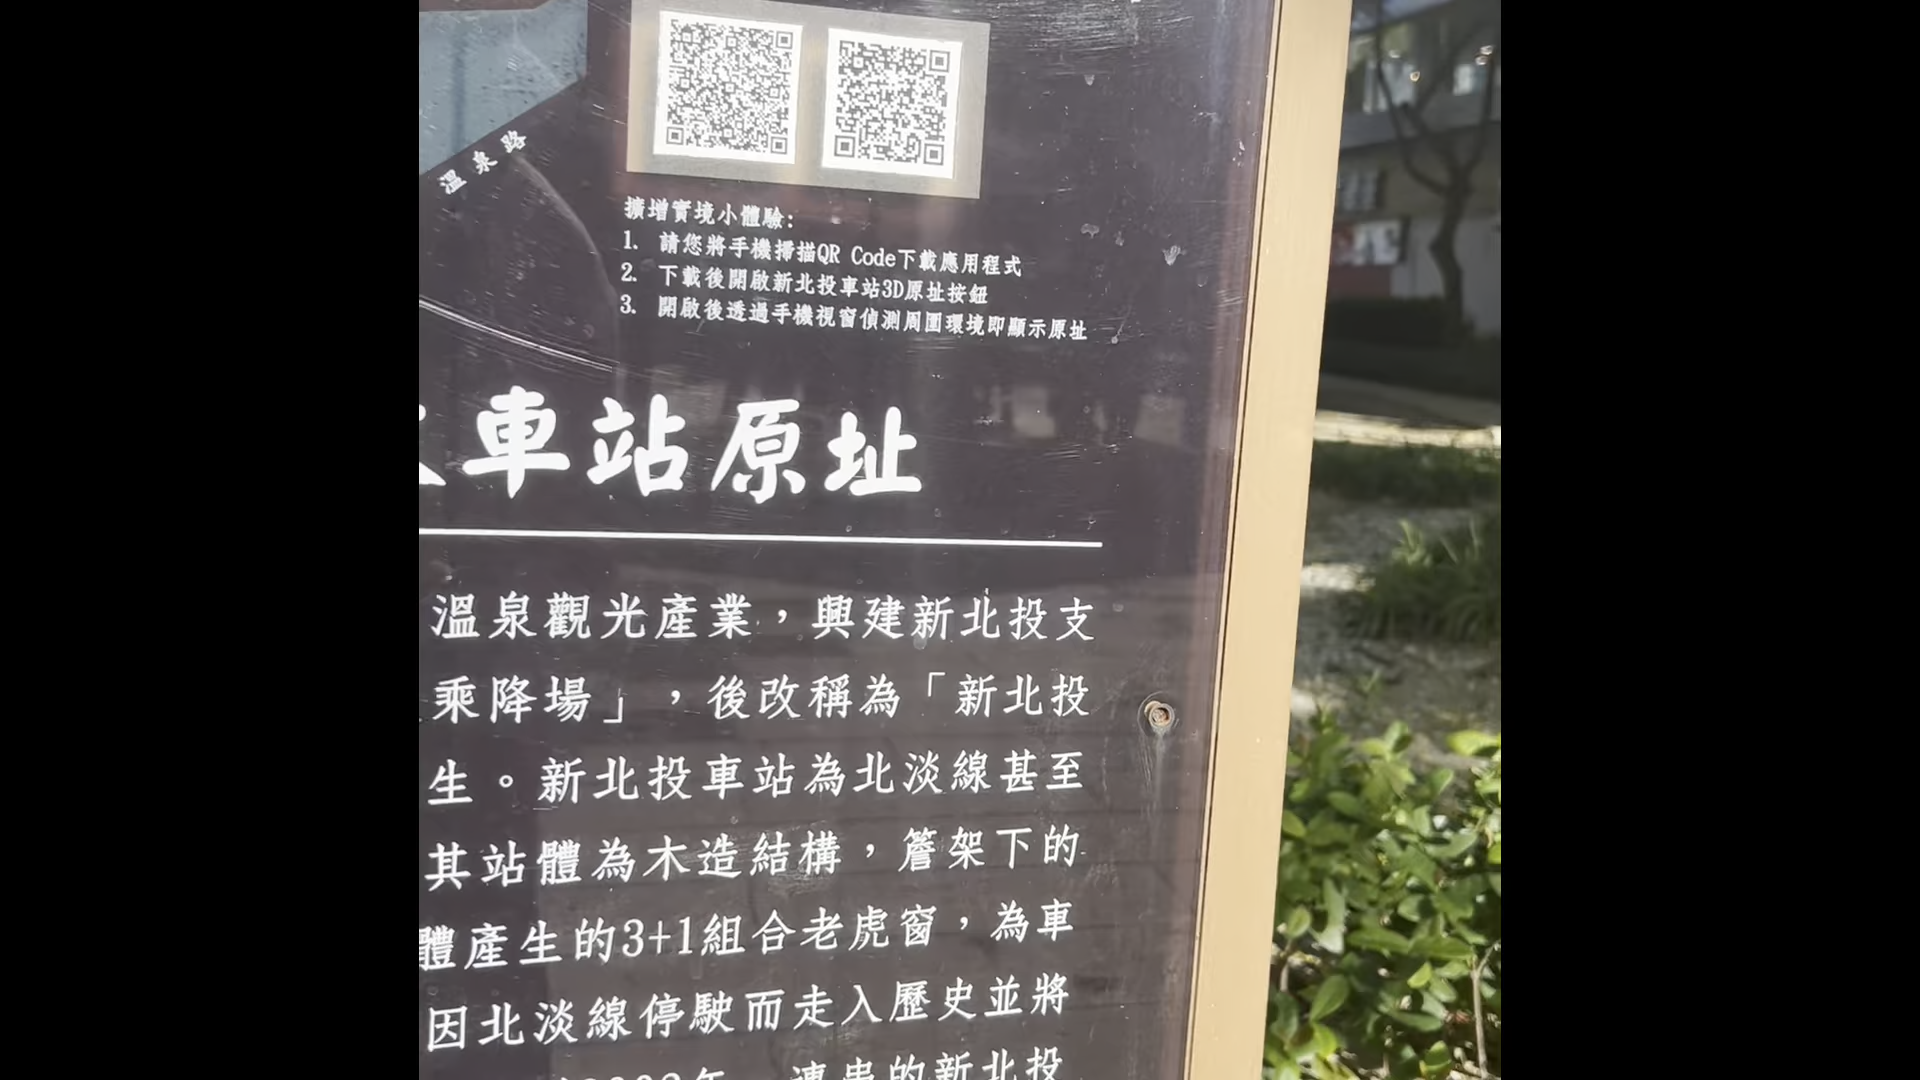 溫泉路
擴增實境小體驗:
1. 請您將手機掃描QR Code下載應用程式
2. 下載後開啟新北投車站3D原址按鈕
3. 開啟後透過手機視窗偵測周圍環境即顯示原址
車站原址
溫泉觀光產業，興建新北投支
乘降場」，後改稱為「新北投
生。新北投車站為北淡線甚至
其站體為木造結構，簷架下的
體產生的3+1組合老虎窗，為車
因北淡線停駛而走入歷史並將
年 連串的新北投